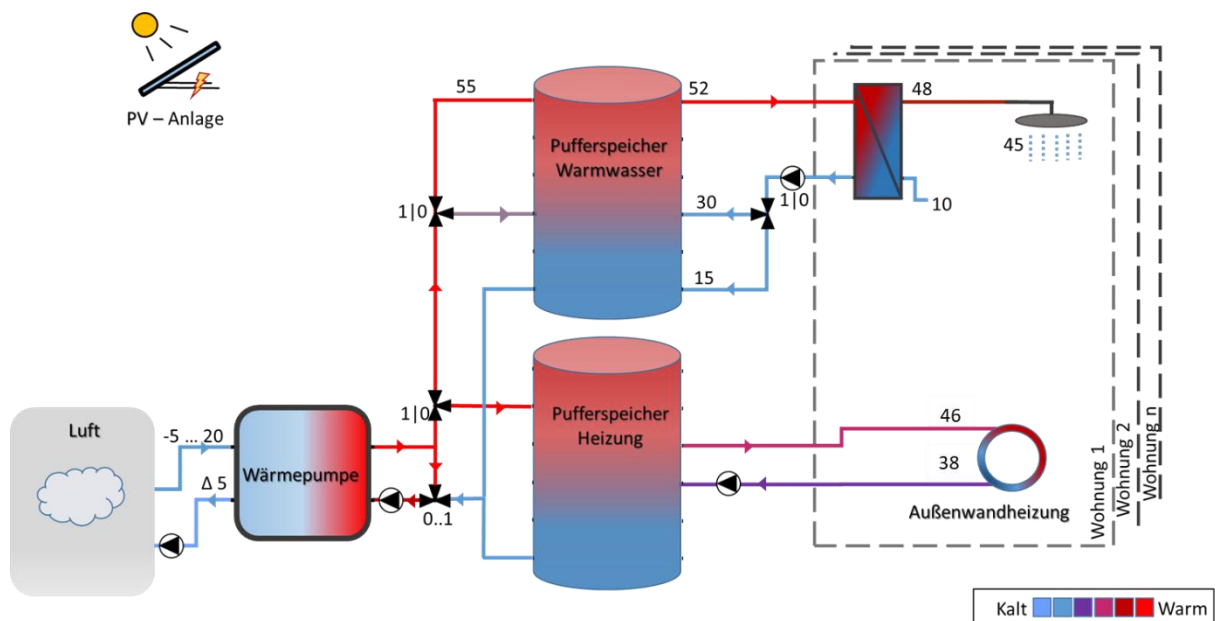 PV – Anlage
55
52
48
Pufferspeicher
Warmwasser
45
1|0
30
1|0
10
15
Luft
-5 ... 20
1|0
Pufferspeicher
Heizung
46
Wärmepumpe
38
Δ 5
0..1
Außenwandheizung
Wohnung 1
Wohnung 2
Wohnung n
Kalt
Warm